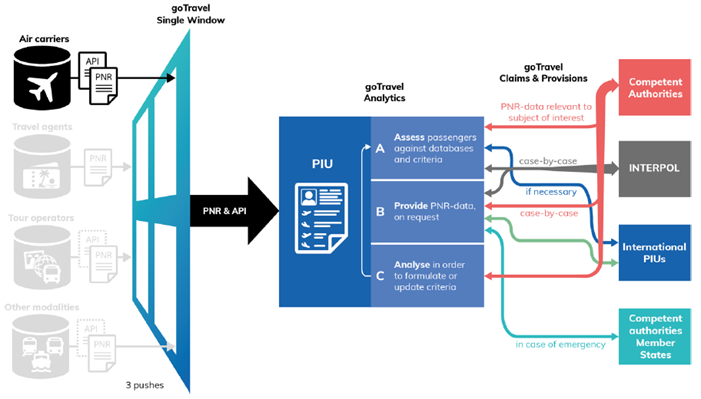 goTravel
Single Window
Air carriers
API
PNR
Travel agents
PNR
Tour operators
API
PNR
Other modalities
API
PNR
3 pushes
PNR & API
PIU
goTravel
Analytics
A
Assess passengers
against databases
and criteria
B
Provide PNR-data,
on request
C
Analyse in order
to formulate or
update criteria
goTravel
Claims & Provisions
PNR-data relevant to
subject of interest
case-by-case
if necessary
case-by-case
in case of emergency
Competent
Authorities
INTERPOL
International
PIUs
Competent
authorities
Member
States